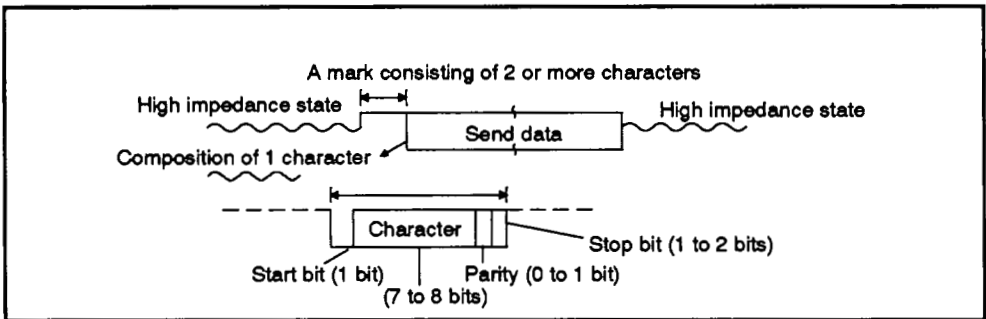 A mark consisting of 2 or more characters
High impedance state
High impedance state
Send data
Composition of 1 character
Character
Stop bit (1 to 2 bits)
Start bit (1 bit)
Parity (0 to 1 bit)
(7 to 8 bits)